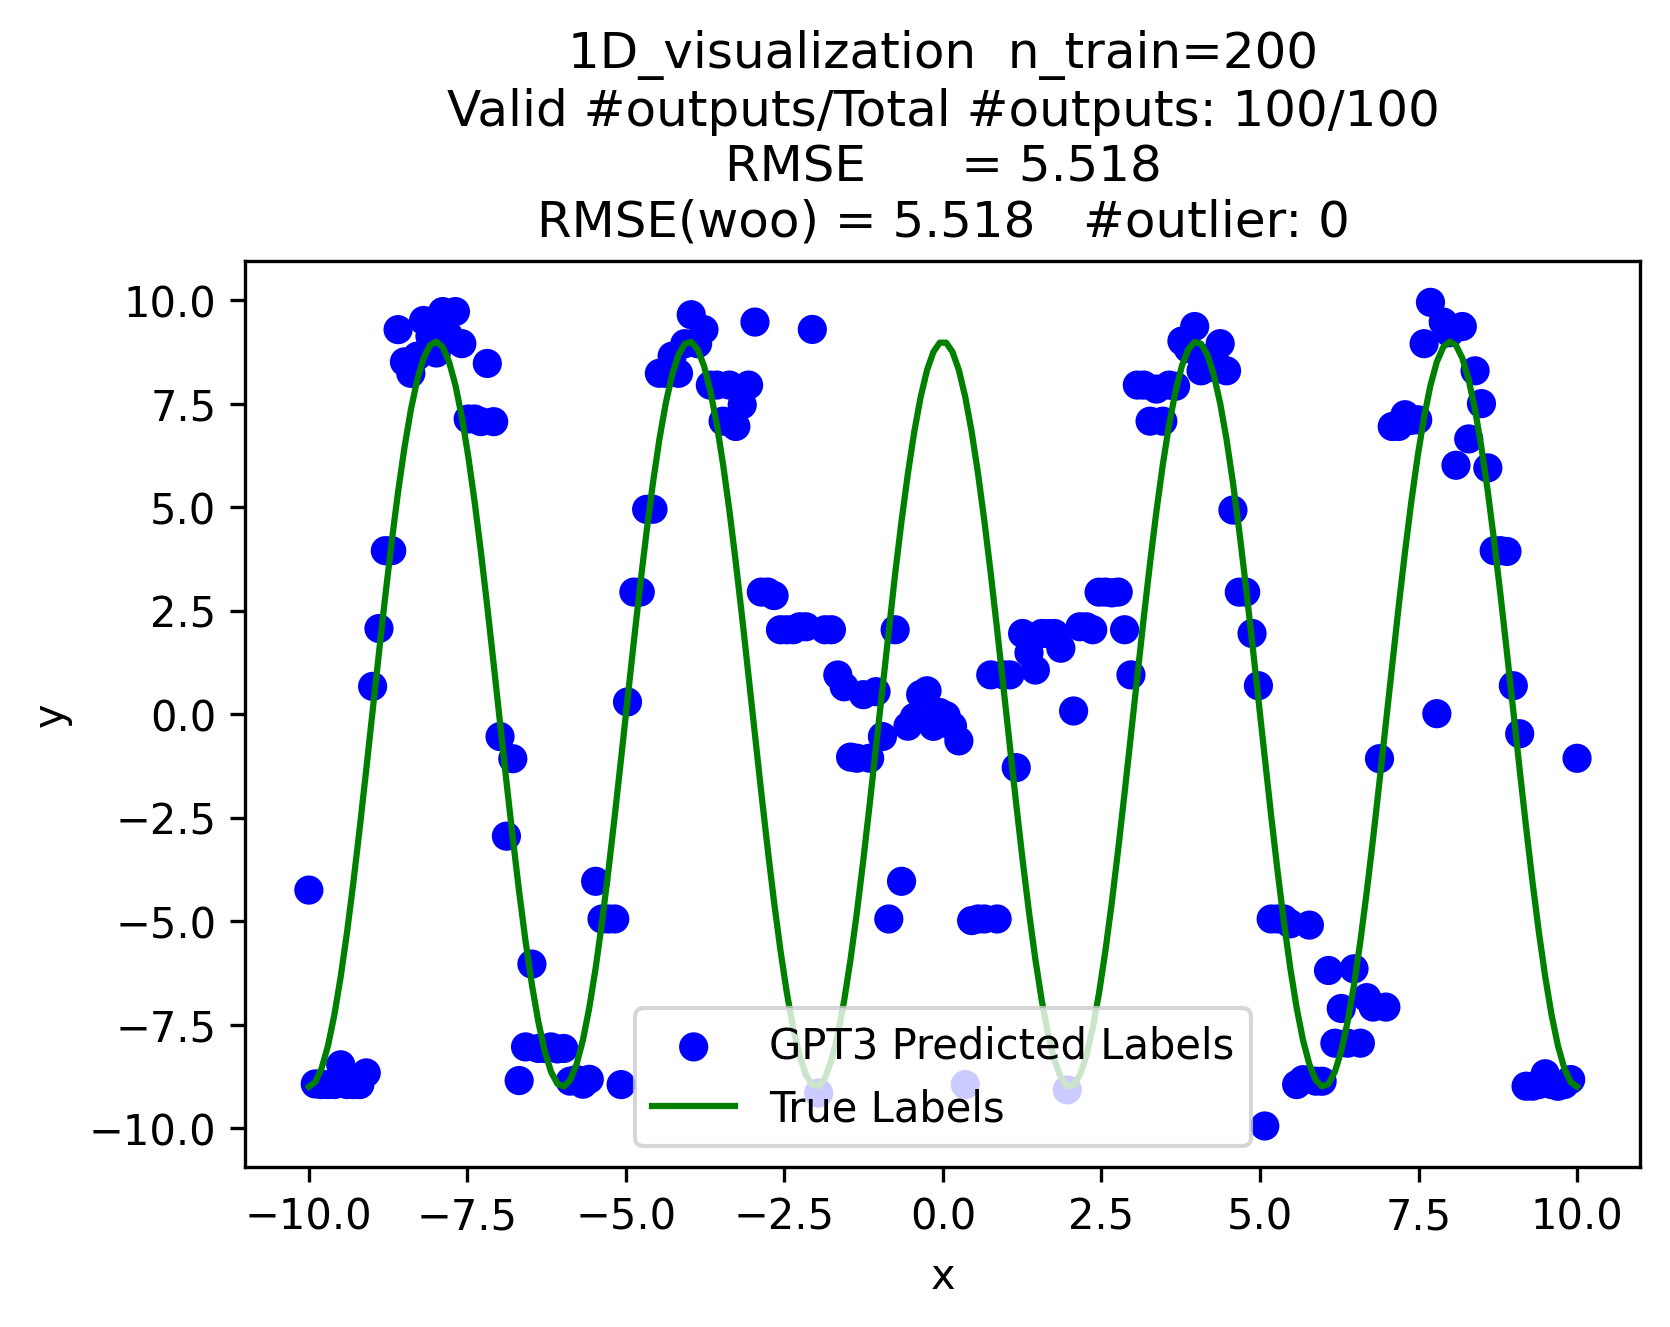 1D_visualization  n_train=200
Valid #outputs/Total #outputs: 100/100
RMSE      = 5.518
RMSE(woo) = 5.518   #outlier: 0
10.0
7.5
5.0
2.5
0.0
−2.5
−5.0
−7.5
−10.0
y
GPT3 Predicted Labels
True Labels
−10.0 −7.5 −5.0 −2.5 0.0 2.5 5.0 7.5 10.0
x